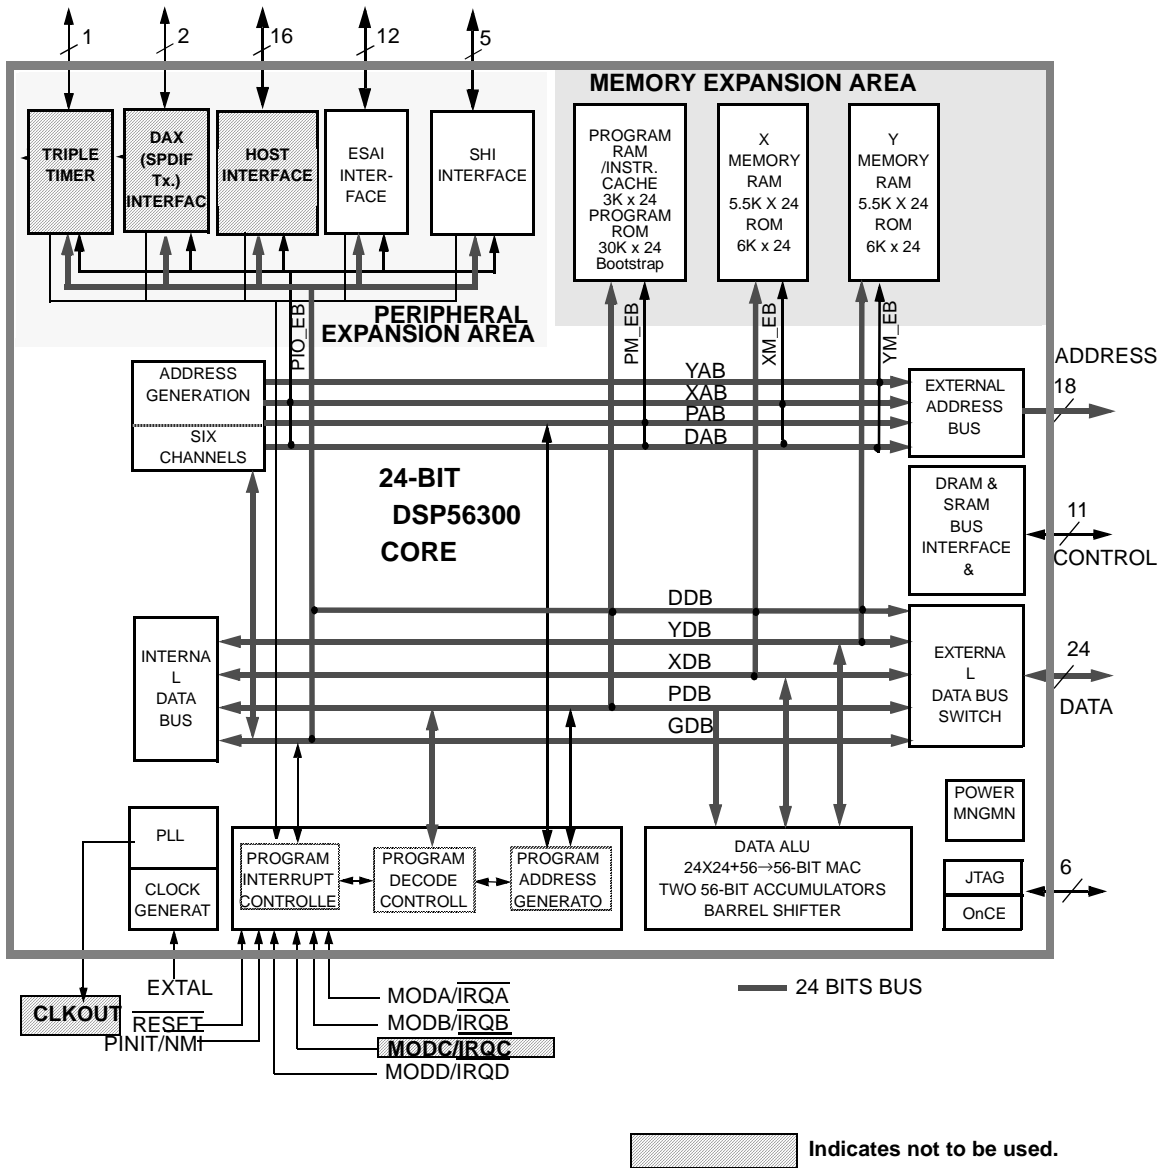 1
2
16
12
5
MEMORY EXPANSION AREA
TRIPLE
TIMER
DAX
(SPDIF
Tx.)
INTERFAC
HOST
INTERFACE
ESAI
INTER-
FACE
SHI
INTERFACE
PROGRAM
RAM
/INSTR.
CACHE
3K x 24
PROGRAM
ROM
30K x 24
Bootstrap
X
MEMORY
RAM
5.5K X 24
ROM
6K x 24
Y
MEMORY
RAM
5.5K X 24
ROM
6K x 24
PERIPHERAL
EXPANSION AREA
PIO_EB
PM_EB
XM_EB
YM_EB
ADDRESS
GENERATION
SIX
CHANNELS
YAB
XAB
PAB
DAB
EXTERNAL
ADDRESS
BUS
ADDRESS
18
24-BIT
DSP56300
CORE
DRAM &
SRAM
BUS
INTERFACE
&
11
CONTROL
DDB
YDB
XDB
PDB
GDB
INTERNA
L
DATA
BUS
EXTERNA
L
DATA BUS
SWITCH
24
DATA
POWER
MNGMN
PLL
CLOCK
GENERAT
PROGRAM
INTERRUPT
CONTROLLE
PROGRAM
DECODE
CONTROLL
PROGRAM
ADDRESS
GENERATO
DATA ALU
24X24+56→56-BIT MAC
TWO 56-BIT ACCUMULATORS
BARREL SHIFTER
JTAG
OnCE
6
EXTAL
CLKOUT
RESET
PINIT/NMI
MODA/IRQA
MODB/IRQB
MODC/IRQC
MODD/IRQD
24 BITS BUS
Indicates not to be used.